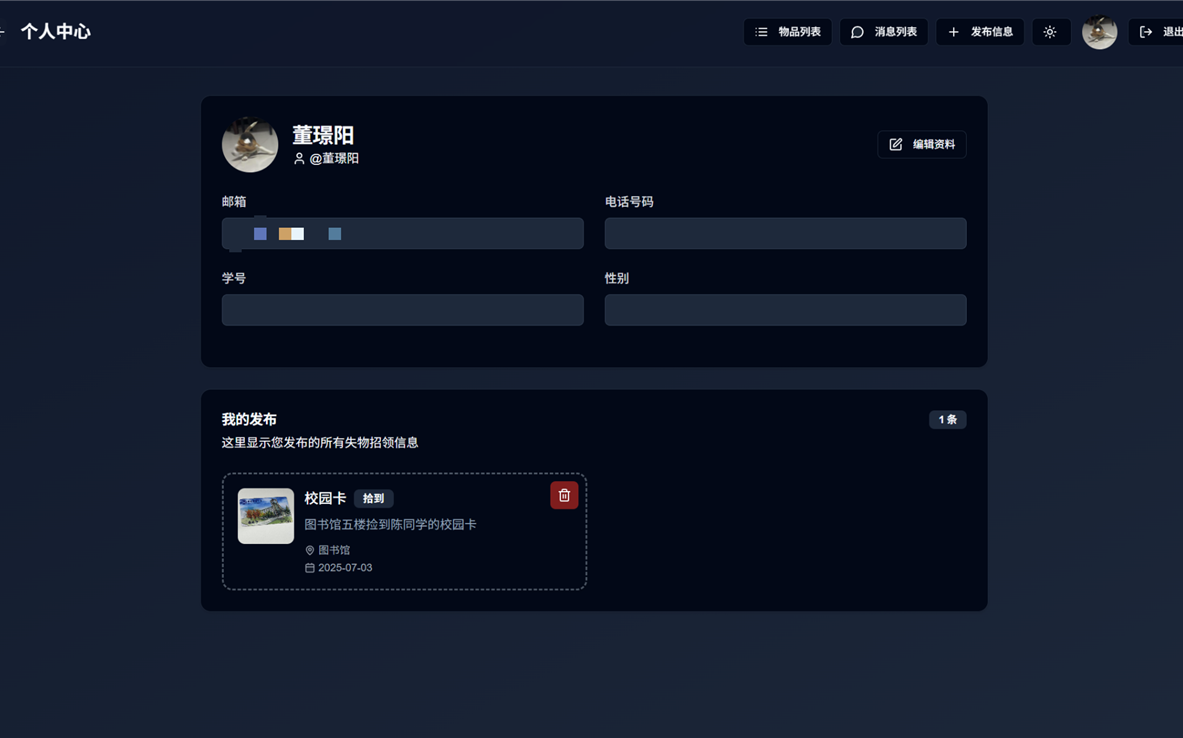 个人中心
物品列表
消息列表
发布信息
退出
董璟阳
@董璟阳
编辑资料
邮箱
电话号码
学号
性别
我的发布
1 条
这里显示您发布的所有失物招领信息
校园卡 拾到
图书馆五楼捡到陈同学的校园卡
图书馆
2025-07-03